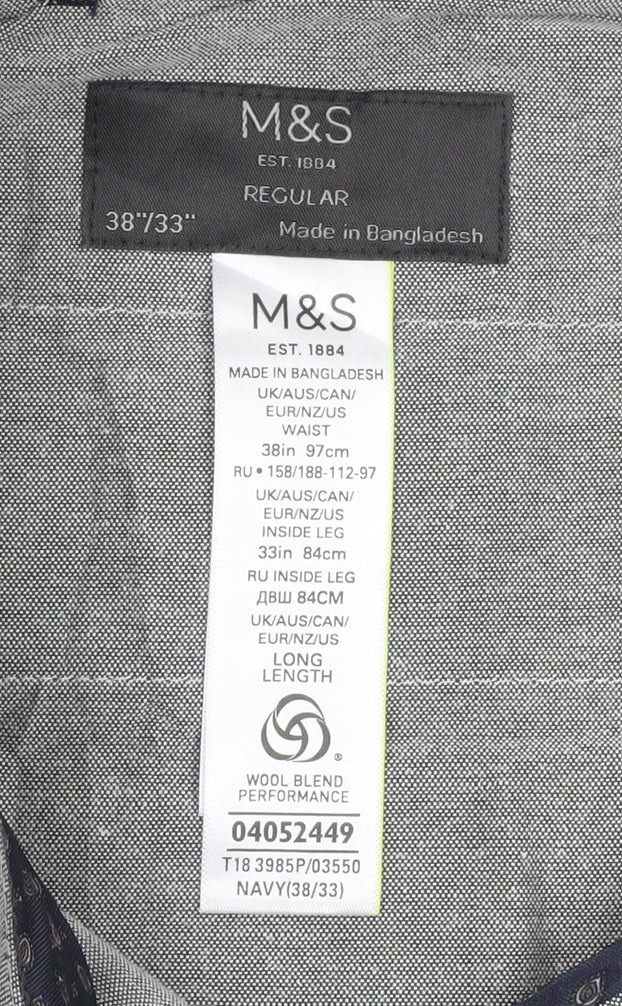 M&S
EST. 1884
REGULAR
38"/33" Made in Bangladesh
M&S
EST. 1884
MADE IN BANGLADESH
UK/AUS/CAN/
EUR/NZ/US
WAIST
38in 97cm
RU • 158/188-112-97
UK/AUS/CAN/
EUR/NZ/US
INSIDE LEG
33in 84cm
RU INSIDE LEG
ДВШ 84CM
UK/AUS/CAN/
EUR/NZ/US
LONG
LENGTH
®
WOOL BLEND
PERFORMANCE
04052449
T18 3985P/03550
NAVY(38/33)